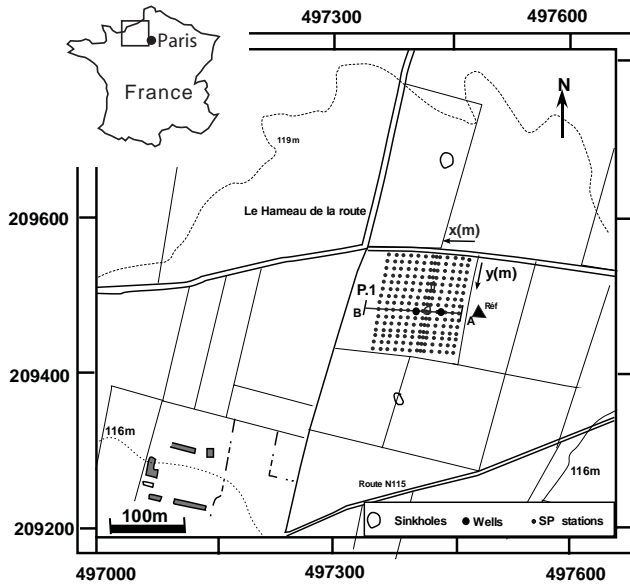 497300 497600
Paris
France
N
119m
209600
Le Hameau de la route
x(m)
y(m)
P.1
B
A
Réf
209400
116m
116m
Route N115
100m
Sinkholes Wells SP stations
209200
497000 497300 497600